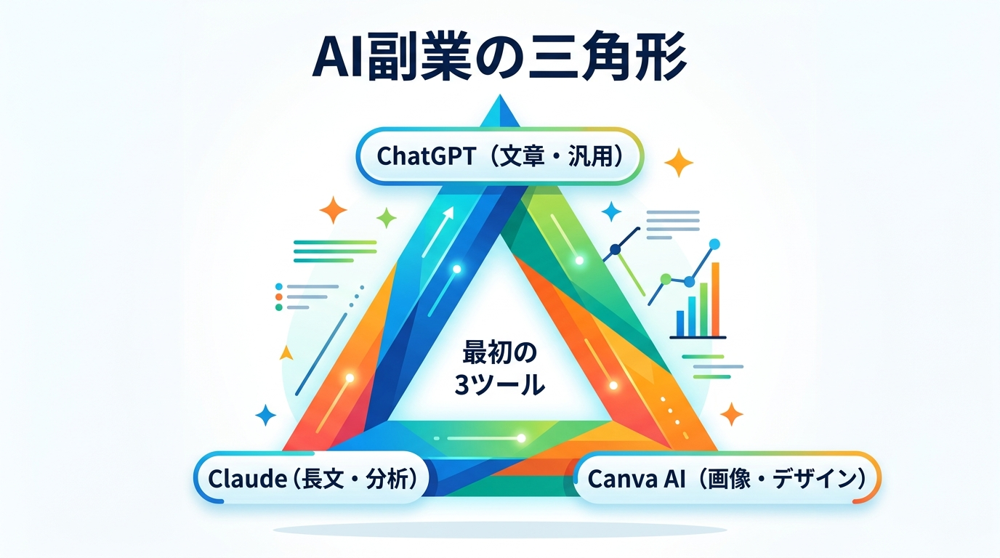 AI副業の三角形
ChatGPT（文章・汎用）
最初の
3ツール
Claude（長文・分析）
Canva AI（画像・デザイン）